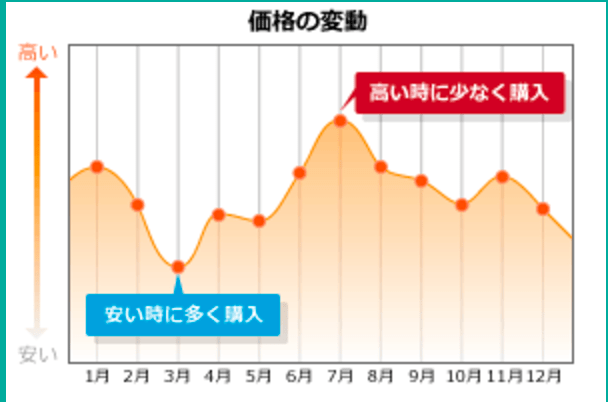 価格の変動
高い
高い時に少なく購入
安い時に多く購入
安い
1月 2月 3月 4月 5月 6月 7月 8月 9月 10月 11月 12月